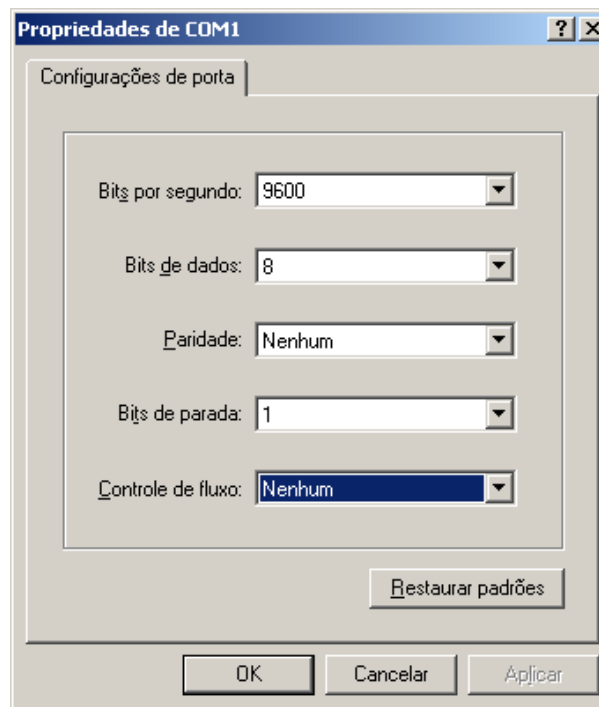 Propriedades de COM1
Configurações de porta
Bits por segundo: 9600
Bits de dados: 8
Paridade: Nenhum
Bits de parada: 1
Controle de fluxo: Nenhum
Restaurar padrões
OK Cancelar Aplicar